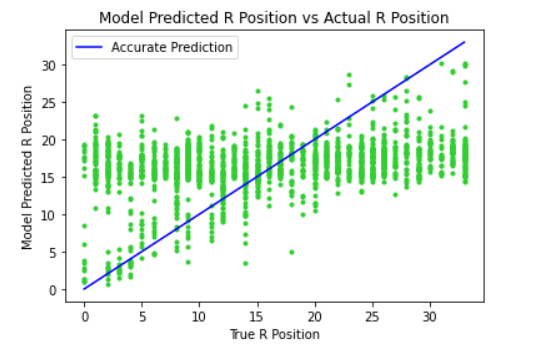 Model Predicted R Position vs Actual R Position
Accurate Prediction
Model Predicted R Position
30
25
20
15
10
5
0
0 5 10 15 20 25 30
True R Position